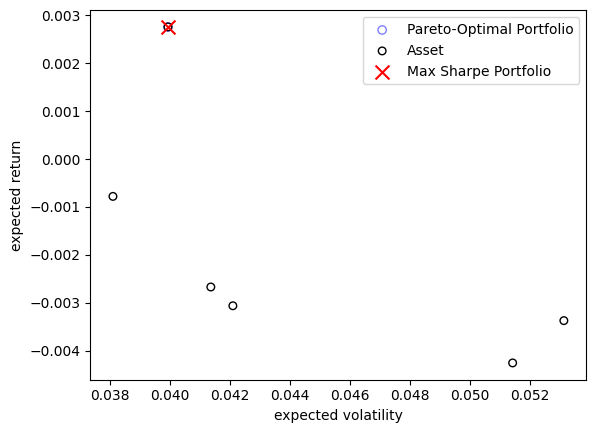 0.003
0.002
0.001
0.000
−0.001
−0.002
−0.003
−0.004
expected return
Pareto-Optimal Portfolio
Asset
Max Sharpe Portfolio
0.038 0.040 0.042 0.044 0.046 0.048 0.050 0.052
expected volatility